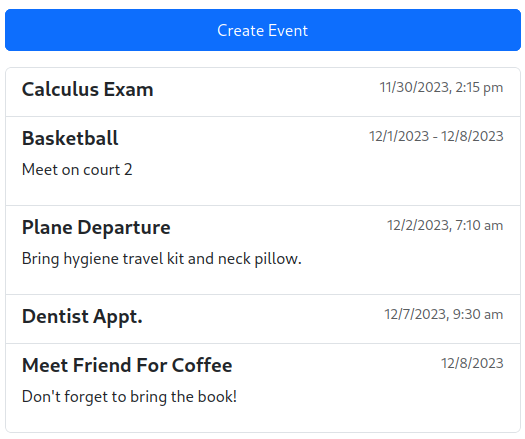 Create Event
Calculus Exam 11/30/2023, 2:15 pm
Basketball 12/1/2023 - 12/8/2023
Meet on court 2
Plane Departure 12/2/2023, 7:10 am
Bring hygiene travel kit and neck pillow.
Dentist Appt. 12/7/2023, 9:30 am
Meet Friend For Coffee 12/8/2023
Don't forget to bring the book!